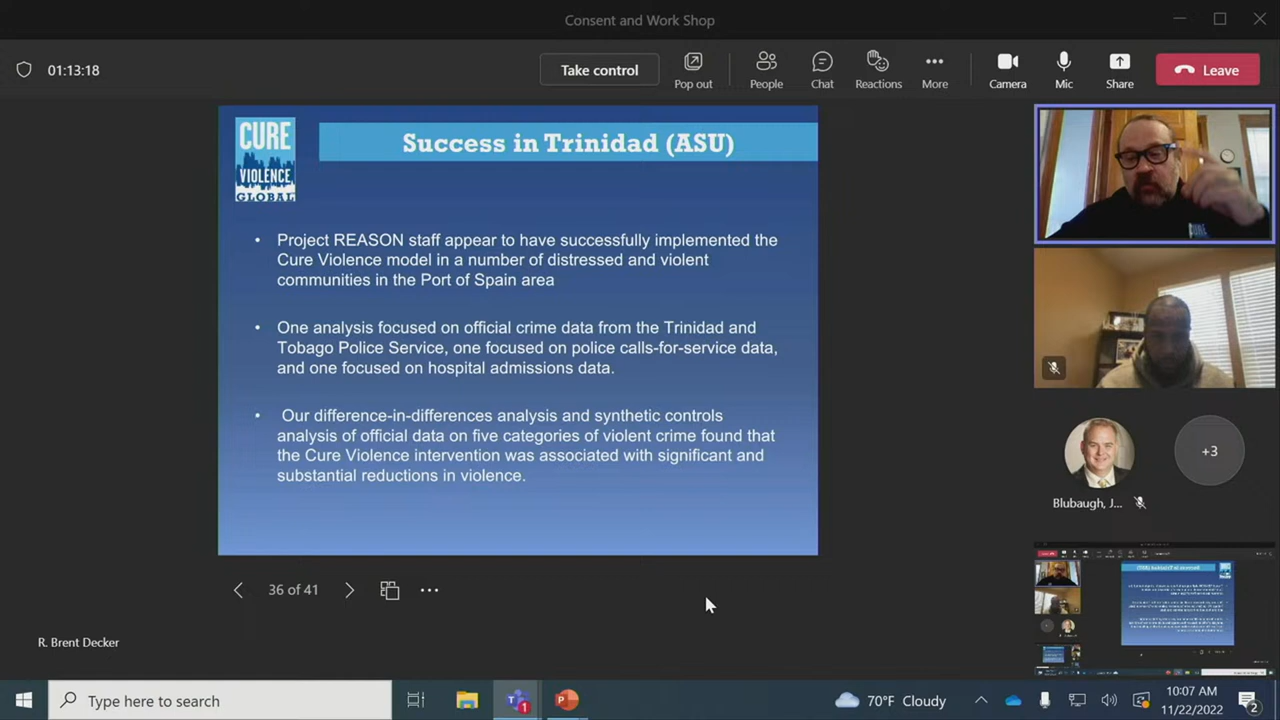 Consent and Work Shop
01:13:18
Take control
Pop out
People
Chat
Reactions
More
Camera
Mic
Share
Leave
CURE
VIOLENCE
GLOBAL
Success in Trinidad (ASU)
• Project REASON staff appear to have successfully implemented the
Cure Violence model in a number of distressed and violent
communities in the Port of Spain area
• One analysis focused on official crime data from the Trinidad and
Tobago Police Service, one focused on police calls-for-service data,
and one focused on hospital admissions data.
• Our difference-in-differences analysis and synthetic controls
analysis of official data on five categories of violent crime found that
the Cure Violence intervention was associated with significant and
substantial reductions in violence.
36 of 41
R. Brent Decker
CURE
+3
Blubaugh, J...
Type here to search
1
70°F Cloudy
10:07 AM
11/22/2022
2